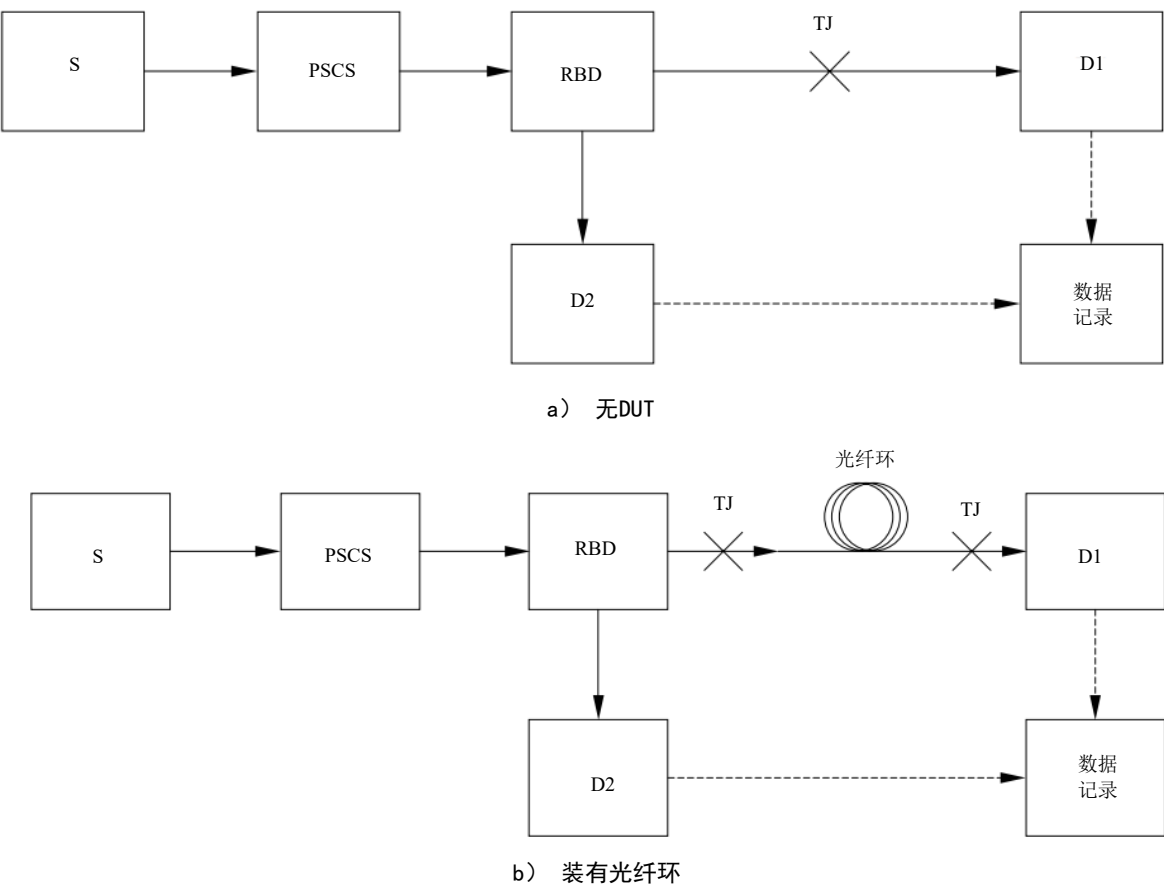 TJ
S
PSCS
RBD
D1
D2
数据
记录
a） 无DUT
光纤环
TJ
TJ
S
PSCS
RBD
D1
D2
数据
记录
b） 装有光纤环